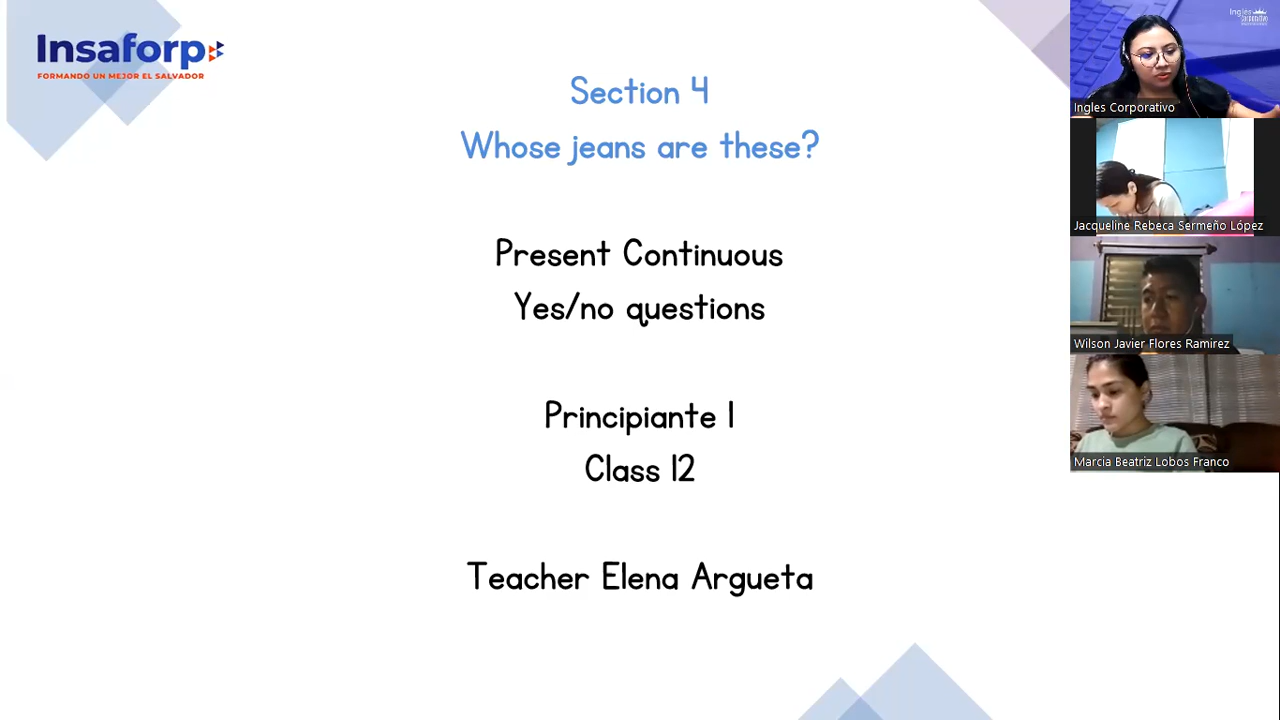 Insaforp
FORMANDO UN MEJOR EL SALVADOR
Section 4
Whose jeans are these?
Present Continuous
Yes/no questions
Principiante 1
Class 12
Teacher Elena Argueta
Ingles
Corporativo
Ingles Corporativo
Jacqueline Rebeca Sermeño López
Wilson Javier Flores Ramirez
Marcia Beatriz Lobos Franco